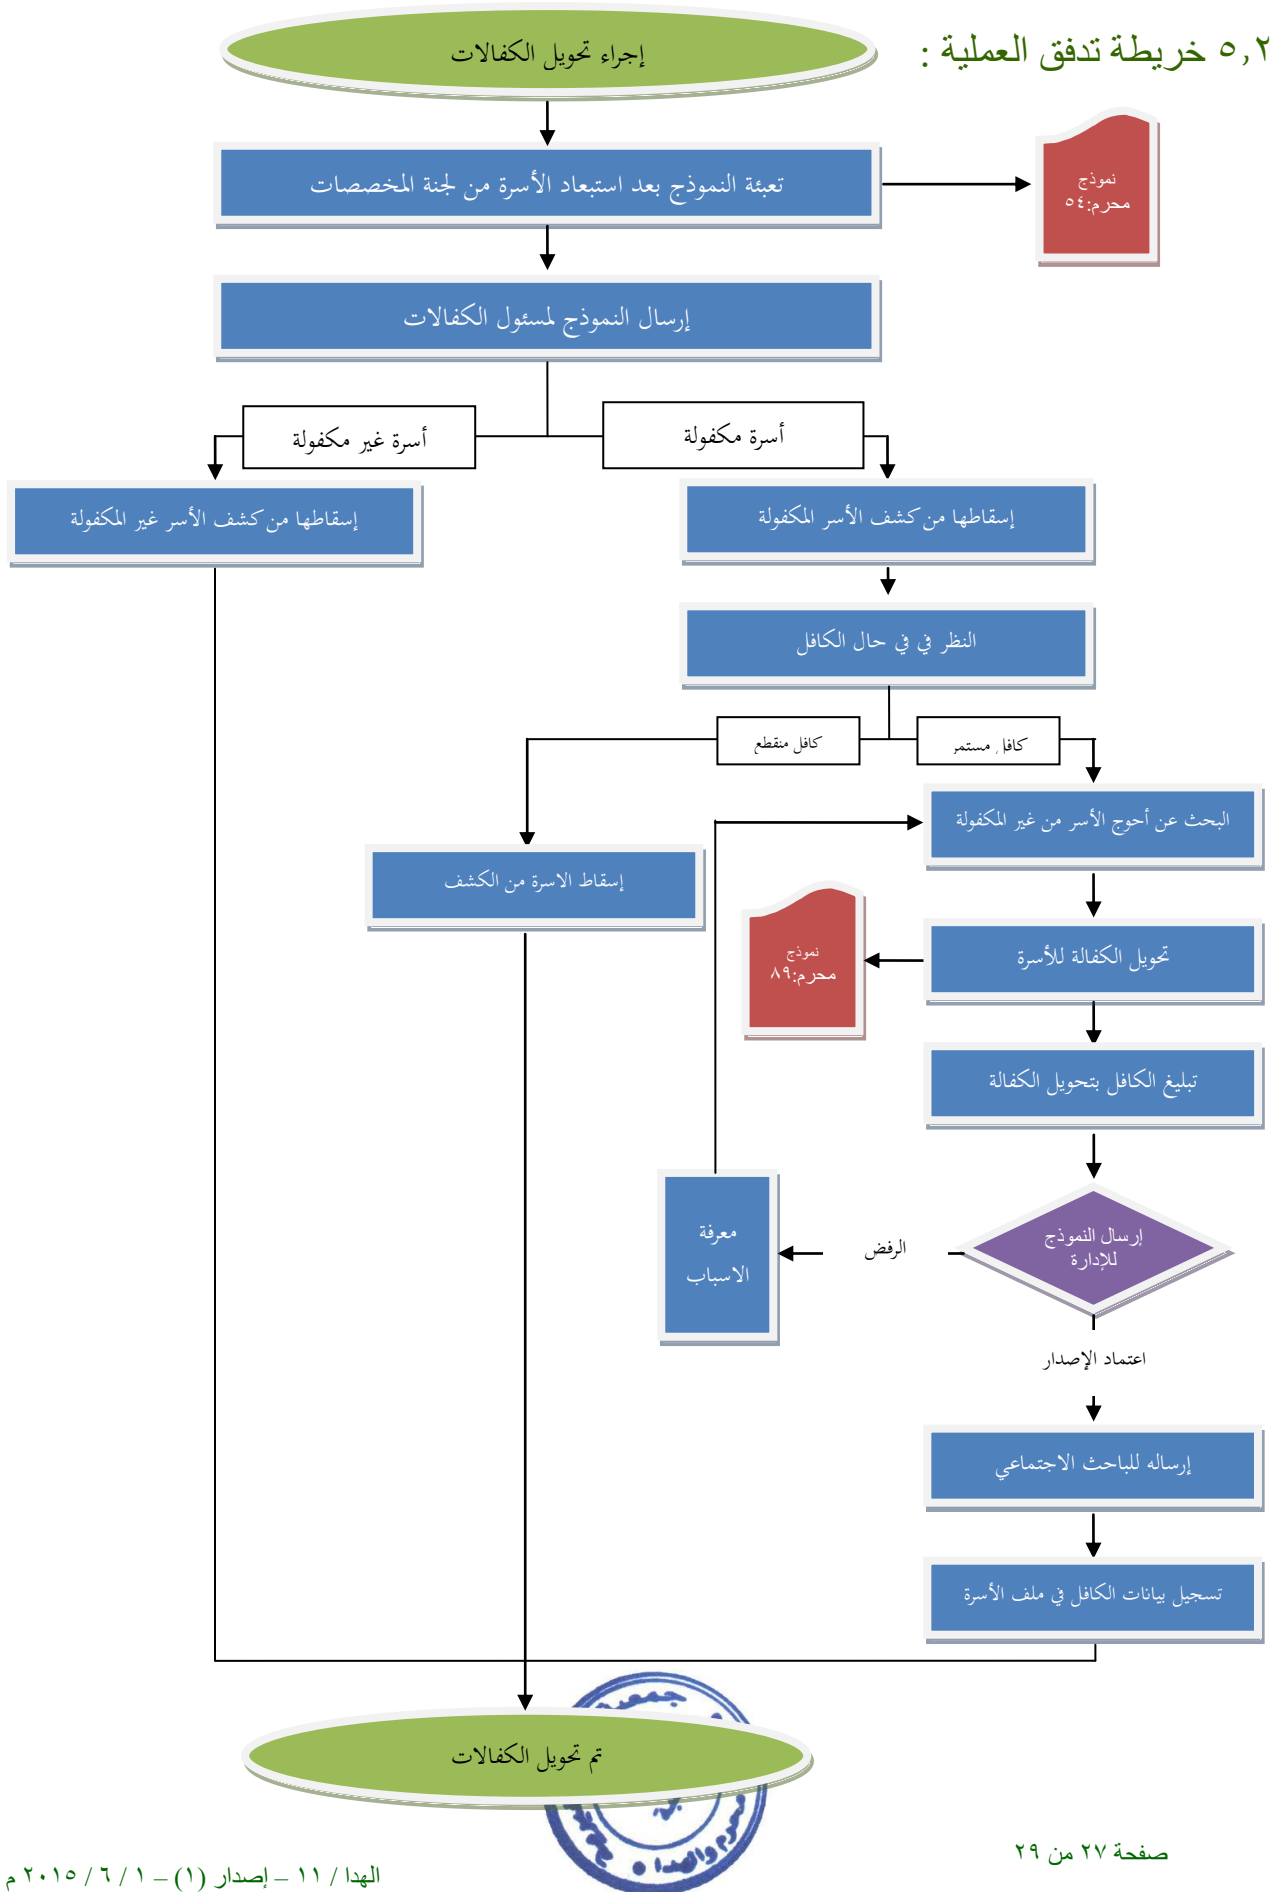 ٥,٢ خريطة تدفق العملية :
إجراء تحويل الكفالات
تعبئة النموذج بعد استبعاد الأسرة من لجنة المخصصات
نموذج
محرم:٥٤
إرسال النموذج لمسئول الكفالات
أسرة مكفولة
أسرة غير مكفولة
إسقاطها من كشف الأسر المكفولة
إسقاطها من كشف الأسر غير المكفولة
النظر في في حال الكافل
كافل مستمر
كافل منقطع
البحث عن أحوج الأسر من غير المكفولة
إسقاط الاسرة من الكشف
تحويل الكفالة للأسرة
نموذج
محرم:٨٩
تبليغ الكافل بتحويل الكفالة
إرسال النموذج
للإدارة
الرفض
معرفة
الاسباب
اعتماد الإصدار
إرساله للباحث الاجتماعي
تسجيل بيانات الكافل في ملف الأسرة
تم تحويل الكفالات
جمعية
محرم والهدا
صفحة ٢٧ من ٢٩
الهدا / ١١ – إصدار (١) – ١ / ٦ / ٢٠١٥ م